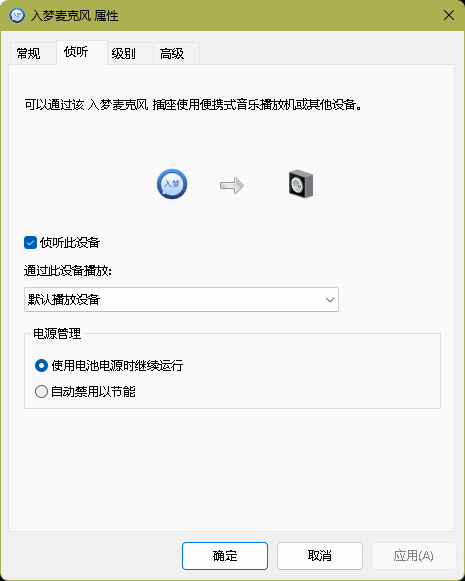 入梦麦克风 属性
常规 侦听 级别 高级
可以通过该 入梦麦克风 插座使用便携式音乐播放机或其他设备。
入梦
侦听此设备
通过此设备播放:
默认播放设备
电源管理
使用电池电源时继续运行
自动禁用以节能
确定 取消 应用(A)